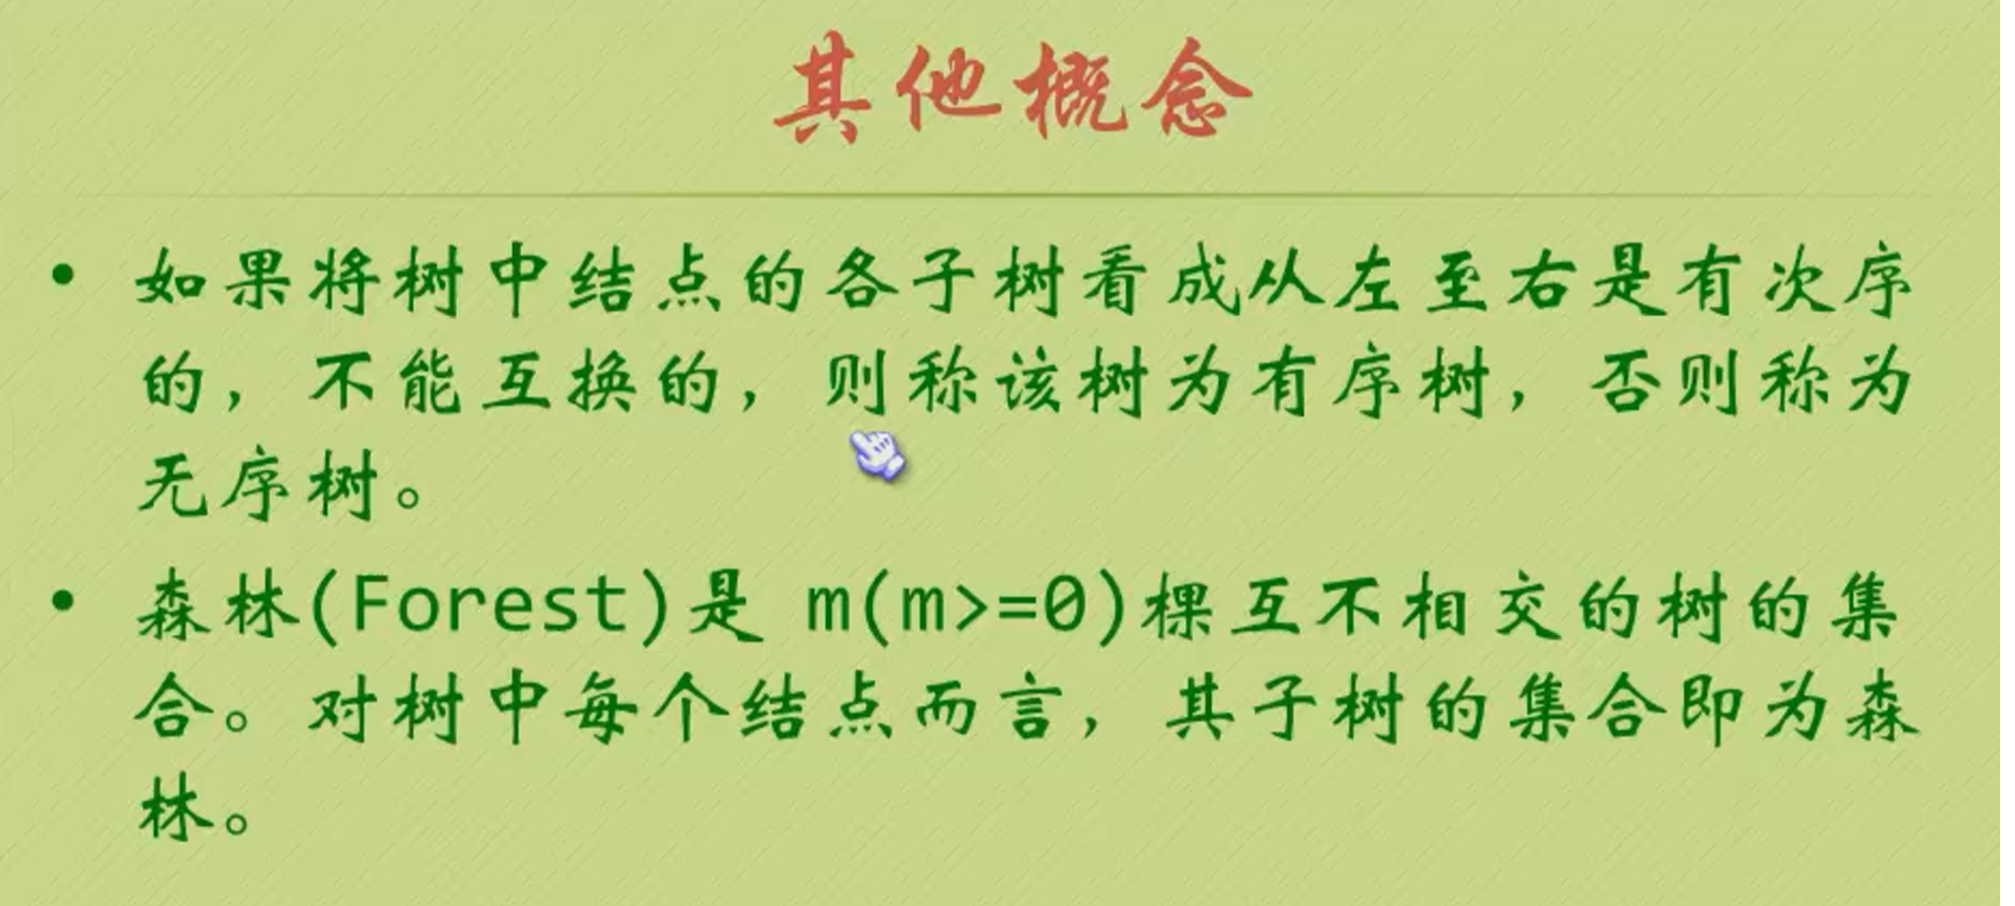 其他概念
• 如果将树中结点的各子树看成从左至右是有次序
的，不能互换的，则称该树为有序树，否则称为
无序树。
• 森林(Forest)是 m(m>=0)棵互不相交的树的集
合。对树中每个结点而言，其子树的集合即为森
林。